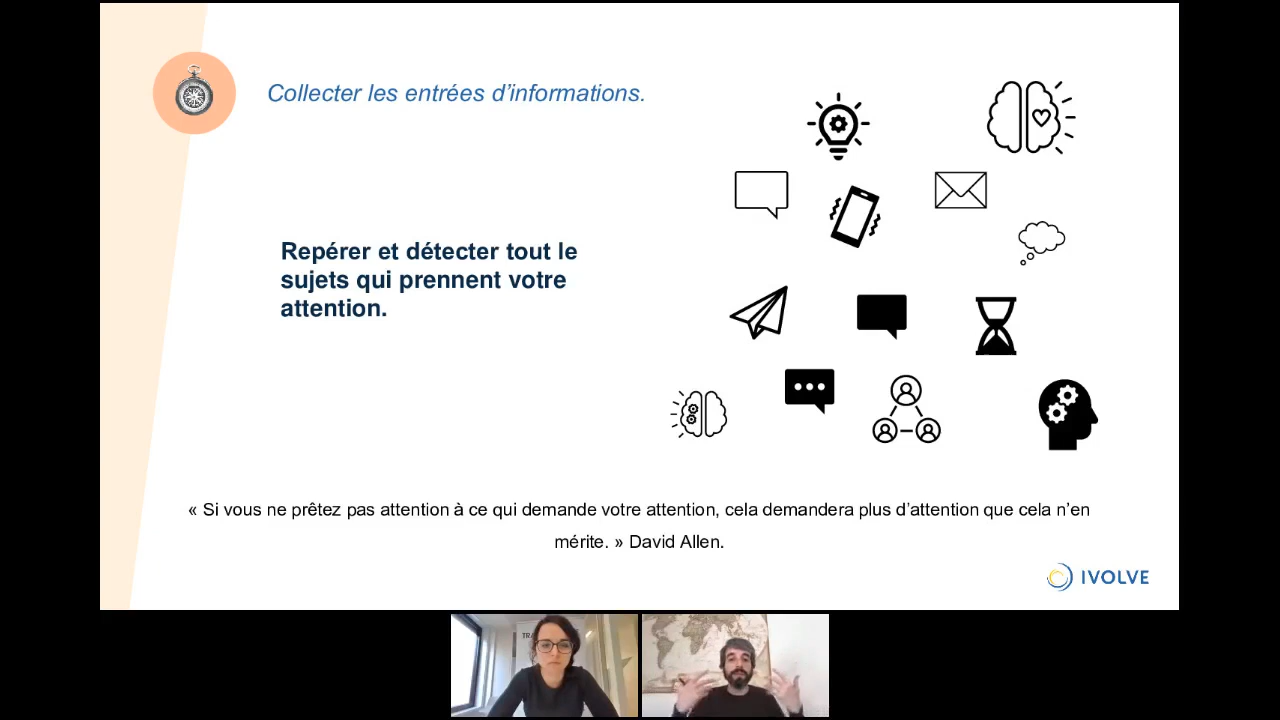 Collecter les entrées d’informations.
Repérer et détecter tout le
sujets qui prennent votre
attention.
« Si vous ne prêtez pas attention à ce qui demande votre attention, cela demandera plus d’attention que cela n’en
mérite. » David Allen.
IVOLVE